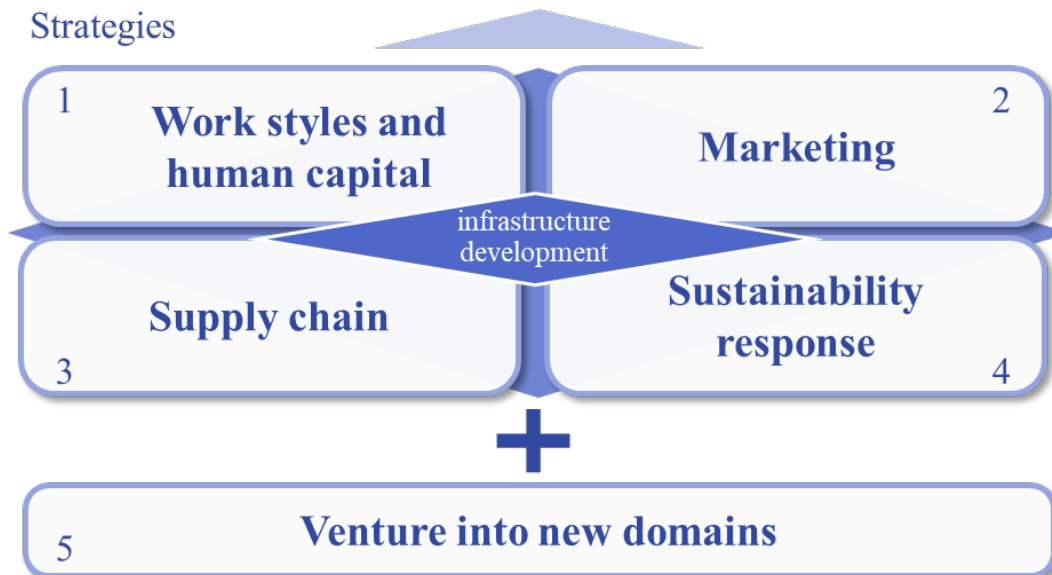 Strategies
1
Work styles and
human capital
2
Marketing
infrastructure
development
3
Supply chain
Sustainability
response
4
5
Venture into new domains